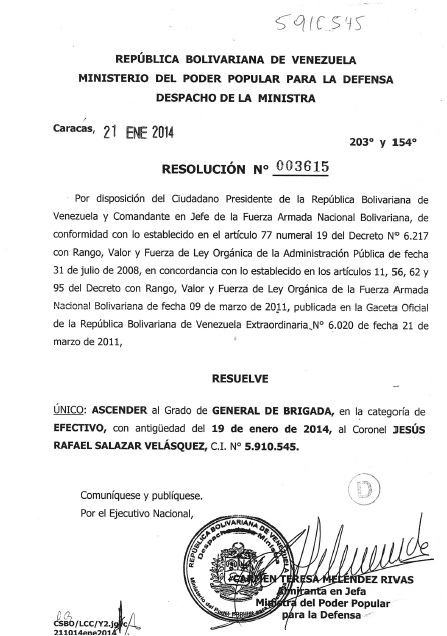 5910545
REPÚBLICA BOLIVARIANA DE VENEZUELA
MINISTERIO DEL PODER POPULAR PARA LA DEFENSA
DESPACHO DE LA MINISTRA
Caracas, 21 ENE 2014
203° y 154°
RESOLUCIÓN N° 003615
Por disposición del Ciudadano Presidente de la República Bolivariana de
Venezuela y Comandante en Jefe de la Fuerza Armada Nacional Bolivariana, de
conformidad con lo establecido en el artículo 77 numeral 19 del Decreto N° 6.217
con Rango, Valor y Fuerza de Ley Orgánica de la Administración Pública de fecha
31 de julio de 2008, en concordancia con lo establecido en los artículos 11, 56, 62 y
95 del Decreto con Rango, Valor y Fuerza de Ley Orgánica de la Fuerza Armada
Nacional Bolivariana de fecha 09 de marzo de 2011, publicada en la Gaceta Oficial
de la República Bolivariana de Venezuela Extraordinaria N° 6.020 de fecha 21 de
marzo de 2011,
RESUELVE
ÚNICO: ASCENDER al Grado de GENERAL DE BRIGADA, en la categoría de
EFECTIVO, con antigüedad del 19 de enero de 2014, al Coronel JESÚS
RAFAEL SALAZAR VELÁSQUEZ, C.I. N° 5.910.545.
D
Comuníquese y publíquese.
Por el Ejecutivo Nacional,
REPÚBLICA BOLIVARIANA DE VENEZUELA
Despacho de la Ministra
CARMEN TERESA MELÉNDEZ RIVAS
Almiranta en Jefa
Ministra del Poder Popular
para la Defensa
CSBO/LCC/Y2.
211014ene2014